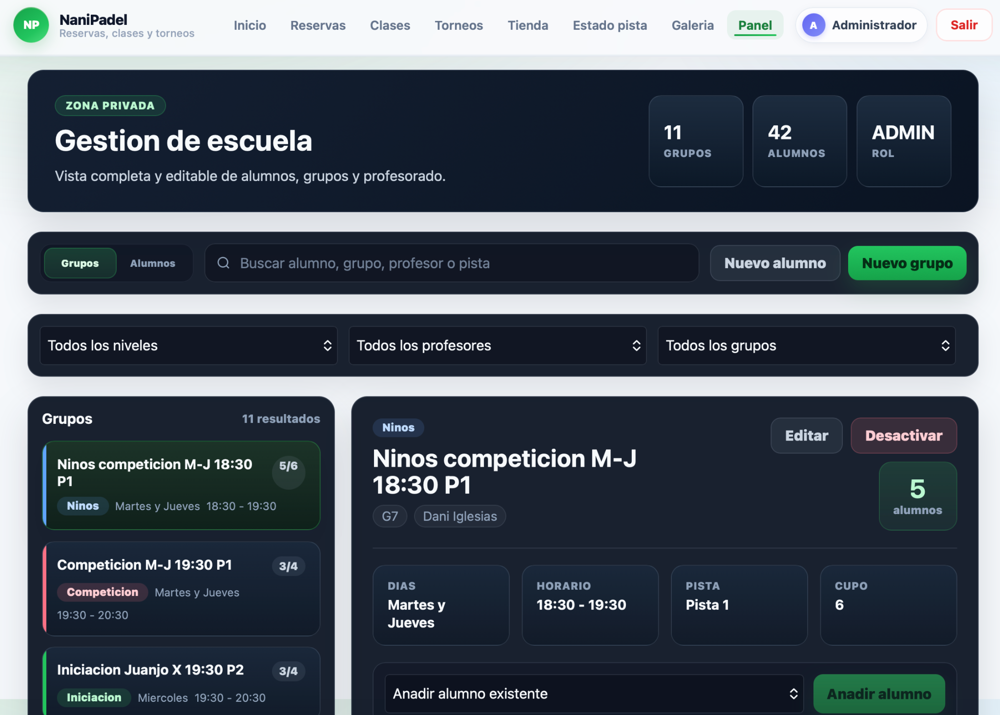 NP
NaniPadel
Reservas, clases y torneos
Inicio
Reservas
Clases
Torneos
Tienda
Estado pista
Galeria
Panel
A
Administrador
Salir
ZONA PRIVADA
Gestion de escuela
Vista completa y editable de alumnos, grupos y profesorado.
11
GRUPOS
42
ALUMNOS
ADMIN
ROL
Grupos
Alumnos
Buscar alumno, grupo, profesor o pista
Nuevo alumno
Nuevo grupo
Todos los niveles
Todos los profesores
Todos los grupos
Grupos
11 resultados
Ninos competicion M-J 18:30
P1
5/6
Ninos
Martes y Jueves
18:30 - 19:30
Competicion M-J 19:30 P1
3/4
Competicion
Martes y Jueves
19:30 - 20:30
Iniciacion Juanjo X 19:30 P2
3/4
Iniciacion
Miercoles
19:30 - 20:30
Ninos
Ninos competicion M-J
18:30 P1
G7
Dani Iglesias
Editar
Desactivar
5
alumnos
DIAS
Martes y
Jueves
HORARIO
18:30 - 19:30
PISTA
Pista 1
CUPO
6
Anadir alumno existente
Anadir alumno